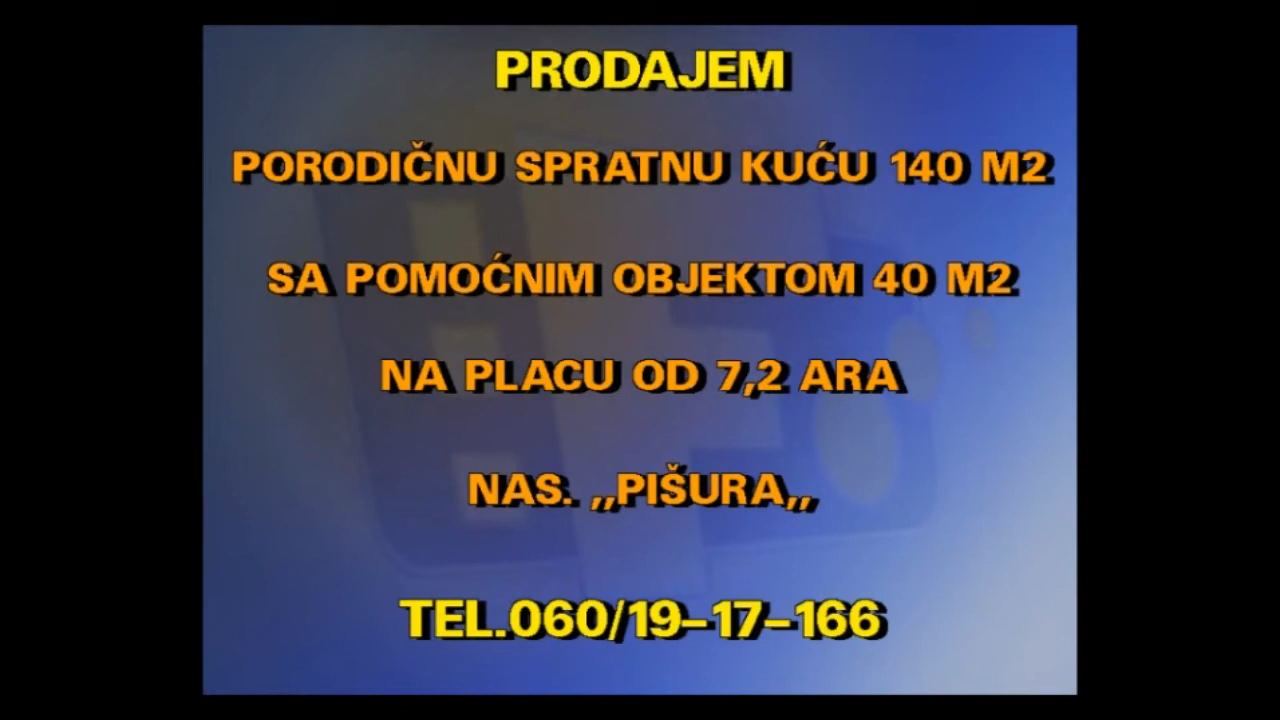 PRODAJEM
PORODIČNU SPRATNU KUĆU 140 M2
SA POMOĆNIM OBJEKTOM 40 M2
NA PLACU OD 7,2 ARA
NAS. ,,PIŠURA,,
TEL.060/19-17-166